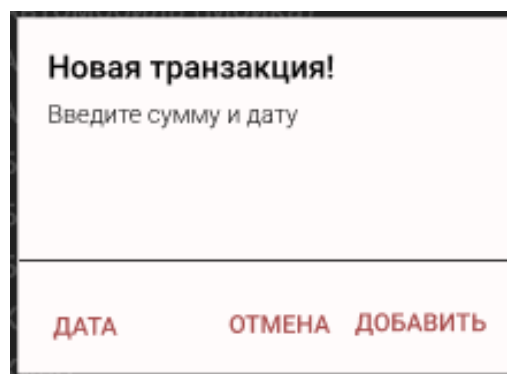 Новая транзакция!
Введите сумму и дату
ДАТА ОТМЕНА ДОБАВИТЬ